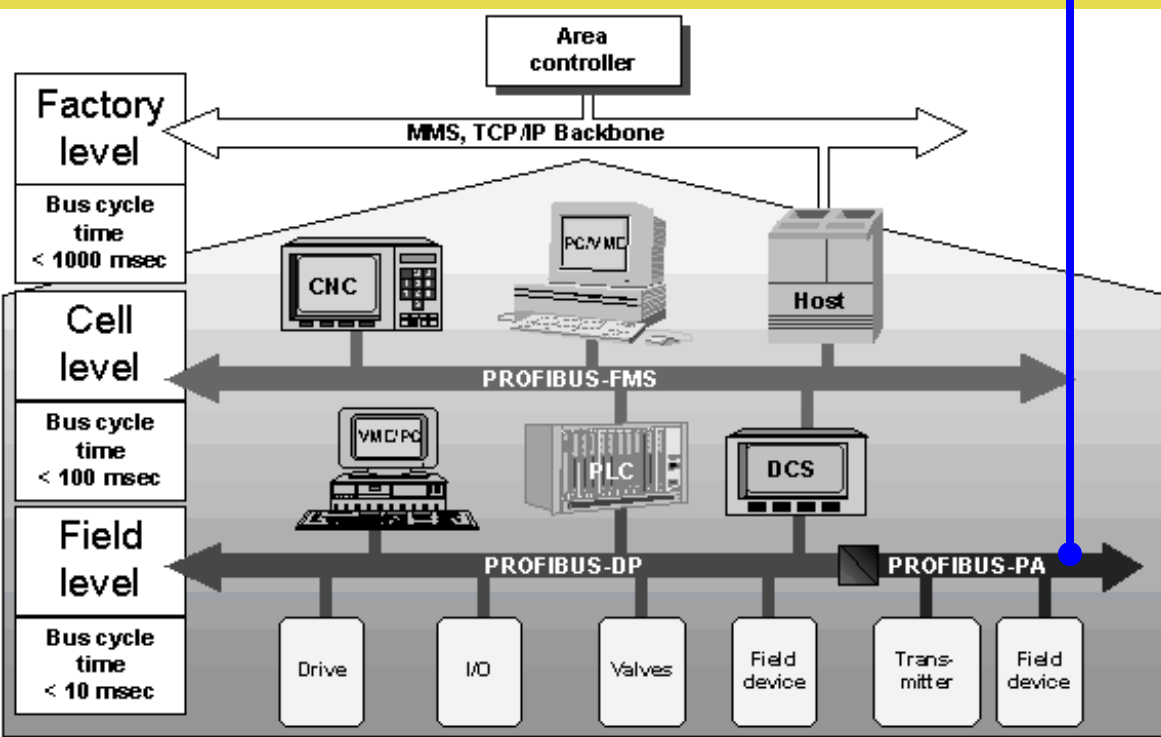 Area
controller
Factory
level
MMS, TCP/IP Backbone
Bus cycle
time
< 1000 msec
PC/VME
CNC
Host
Cell
level
PROFIBUS-FMS
Bus cycle
time
< 100 msec
VME/PC
PLC
DCS
Field
level
PROFIBUS-DP
PROFIBUS-PA
Bus cycle
time
< 10 msec
Drive
I/O
Valves
Field
device
Trans-
mitter
Field
device